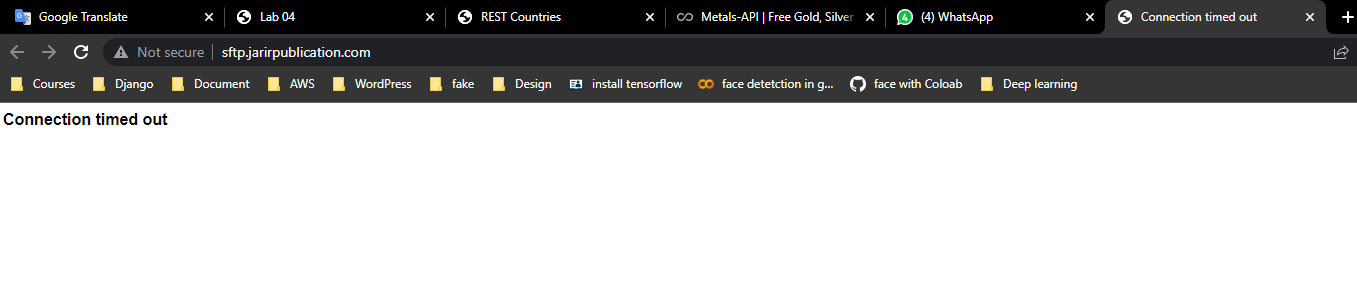 Google Translate
Lab 04
REST Countries
Metals-API | Free Gold, Silver
(4) WhatsApp
Connection timed out
Not secure
sftp.jarirpublication.com
Courses
Django
Document
AWS
WordPress
fake
Design
install tensorflow
face detetction in g...
face with Coloab
Deep learning
Connection timed out